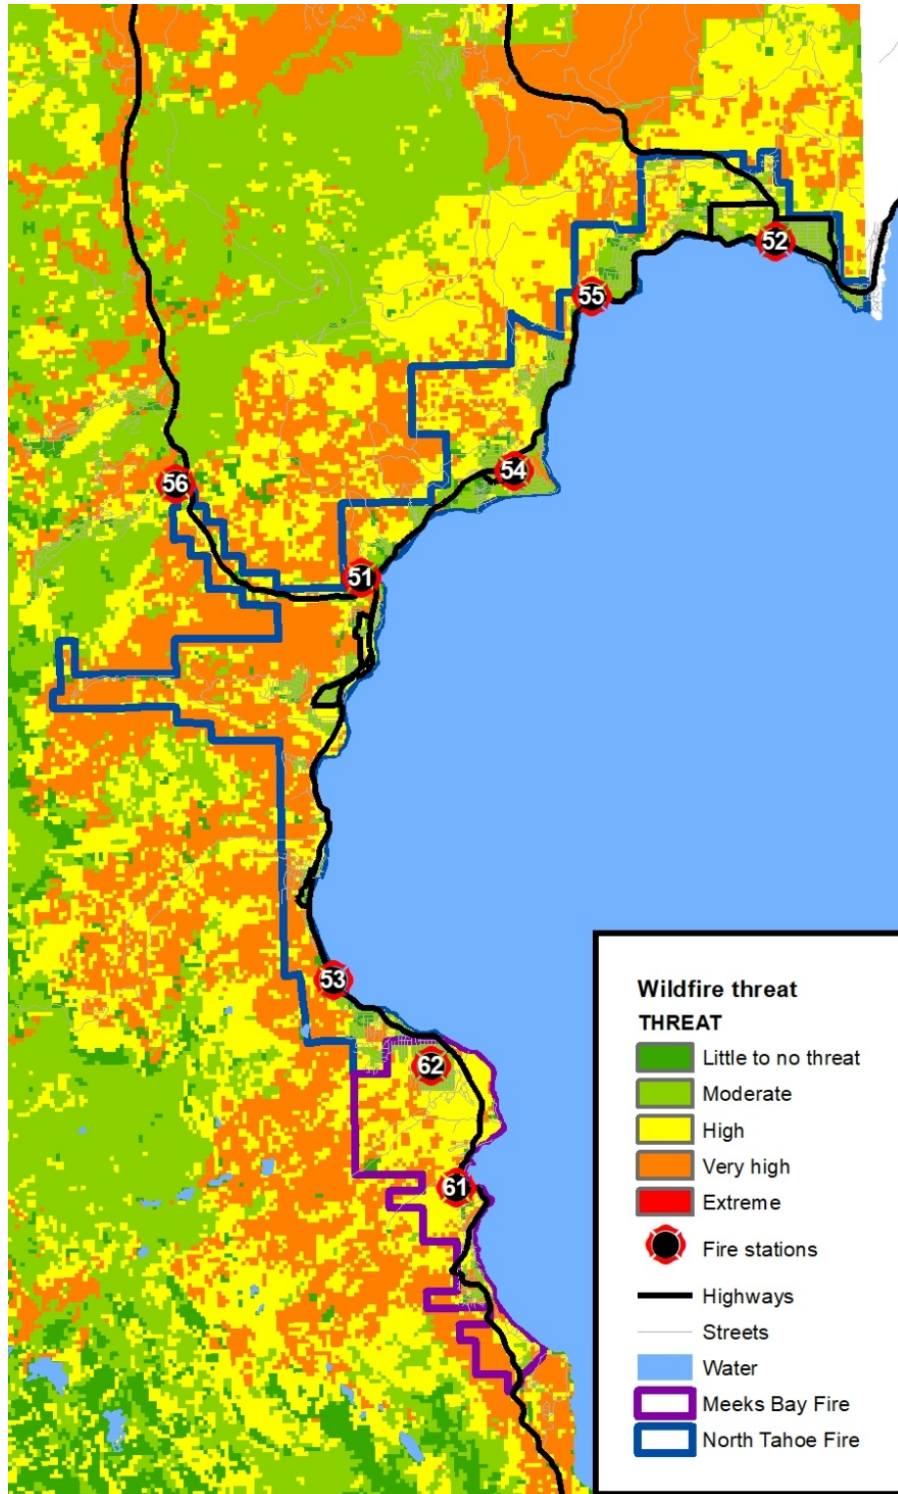 52
55
54
56
51
53
62
61
Wildfire threat
THREAT
Little to no threat
Moderate
High
Very high
Extreme
Fire stations
Highways
Streets
Water
Meeks Bay Fire
North Tahoe Fire